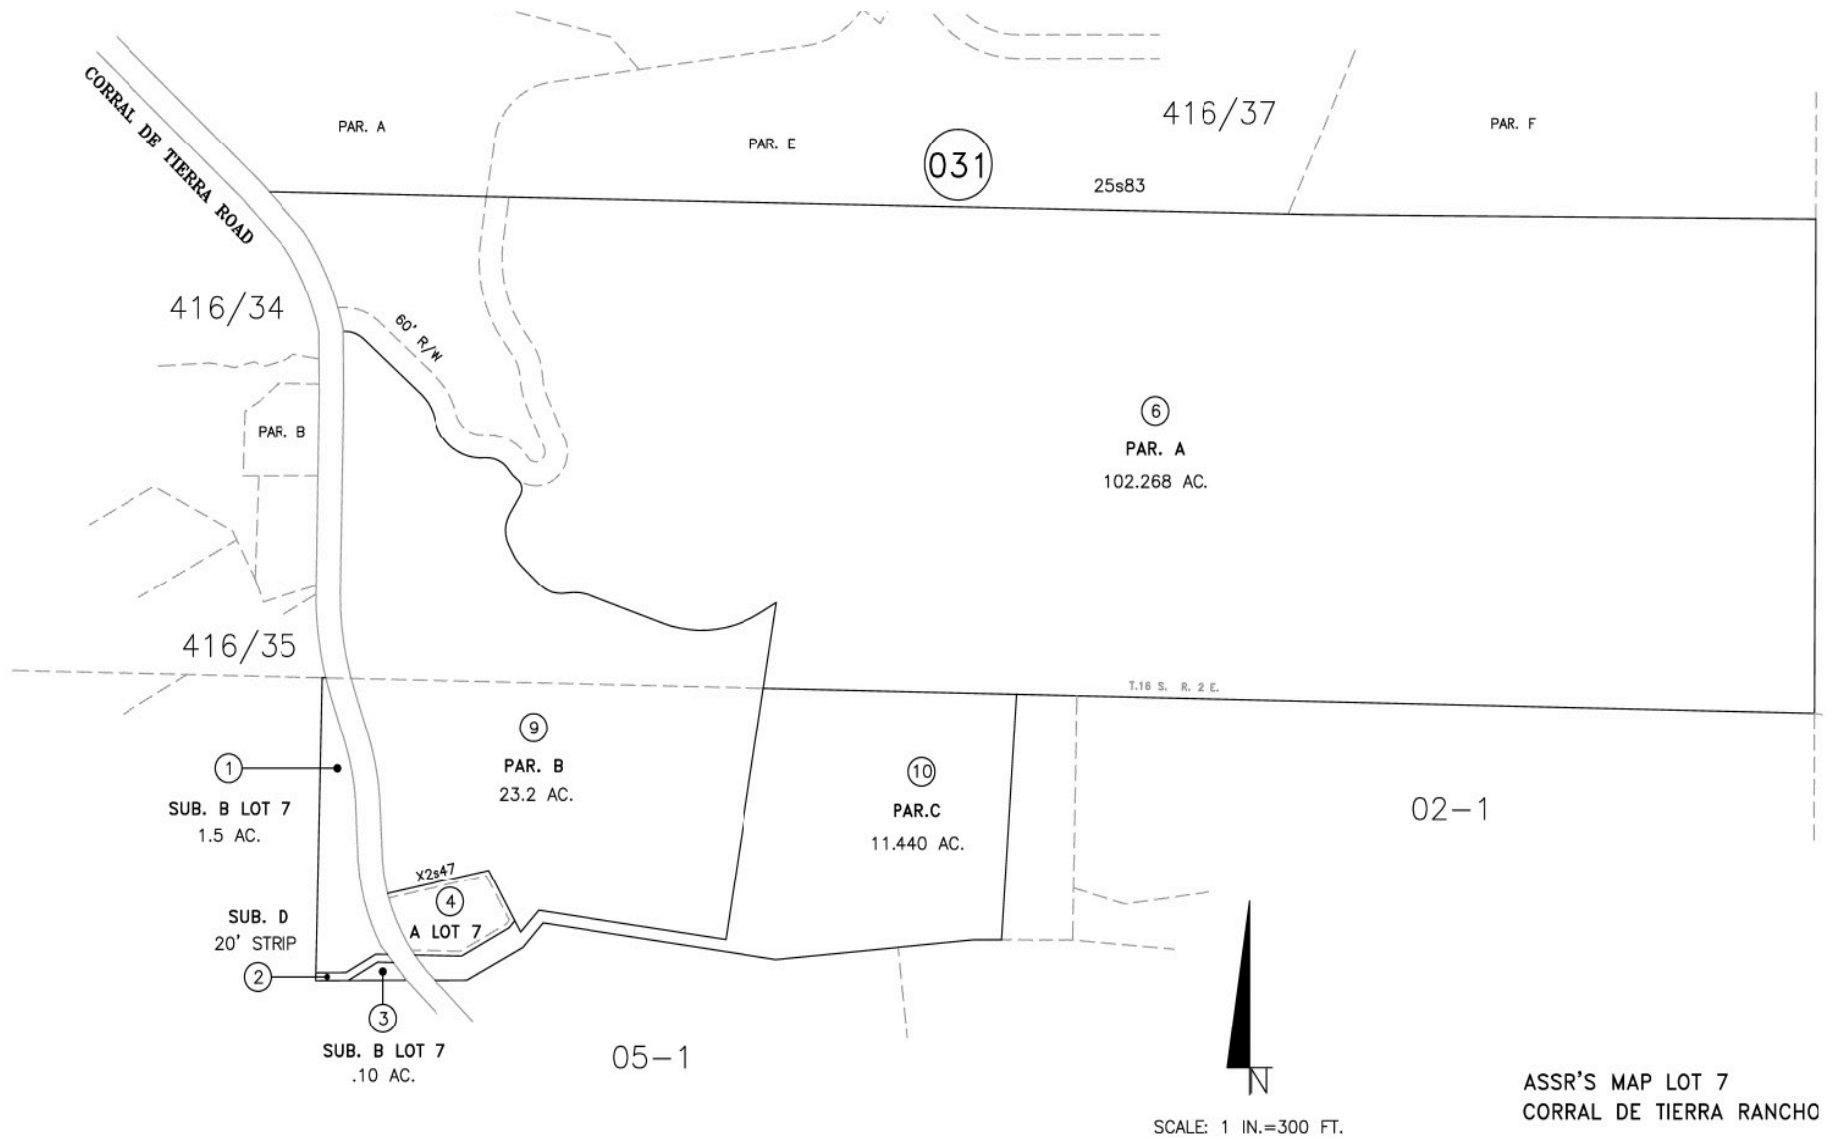 CORRAL DE TIERRA ROAD
PAR. A
PAR. E
031
416/37
25s83
PAR. F
416/34
60' R/W
PAR. B
6
PAR. A
102.268 AC.
416/35
T.16 S. R. 2 E.
9
PAR. B
23.2 AC.
1
SUB. B LOT 7
1.5 AC.
10
PAR.C
11.440 AC.
02-1
X2s47
4
A LOT 7
SUB. D
20' STRIP
2
3
SUB. B LOT 7
.10 AC.
05-1
N
SCALE: 1 IN.=300 FT.
ASSR'S MAP LOT 7
CORRAL DE TIERRA RANCHO